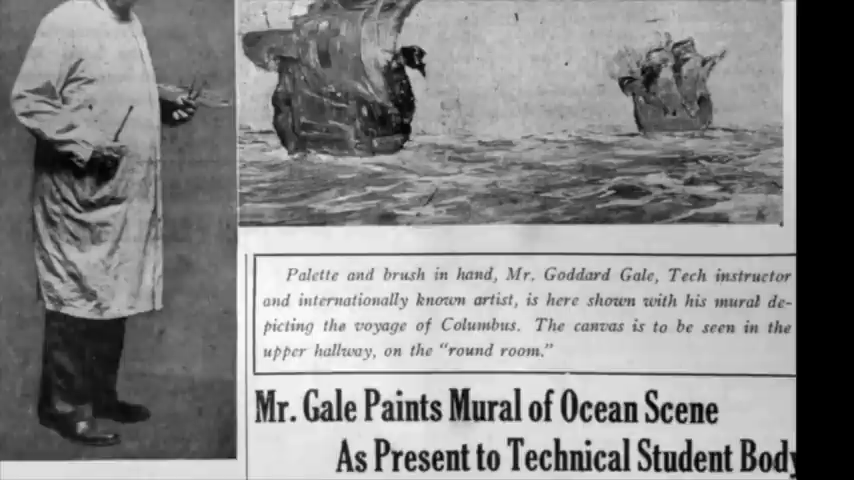 Palette and brush in hand, Mr. Goddard Gale, Tech instructor
and internationally known artist, is here shown with his mural de-
picting the voyage of Columbus. The canvas is to be seen in the
upper hallway, on the "round room."
Mr. Gale Paints Mural of Ocean Scene
As Present to Technical Student Body